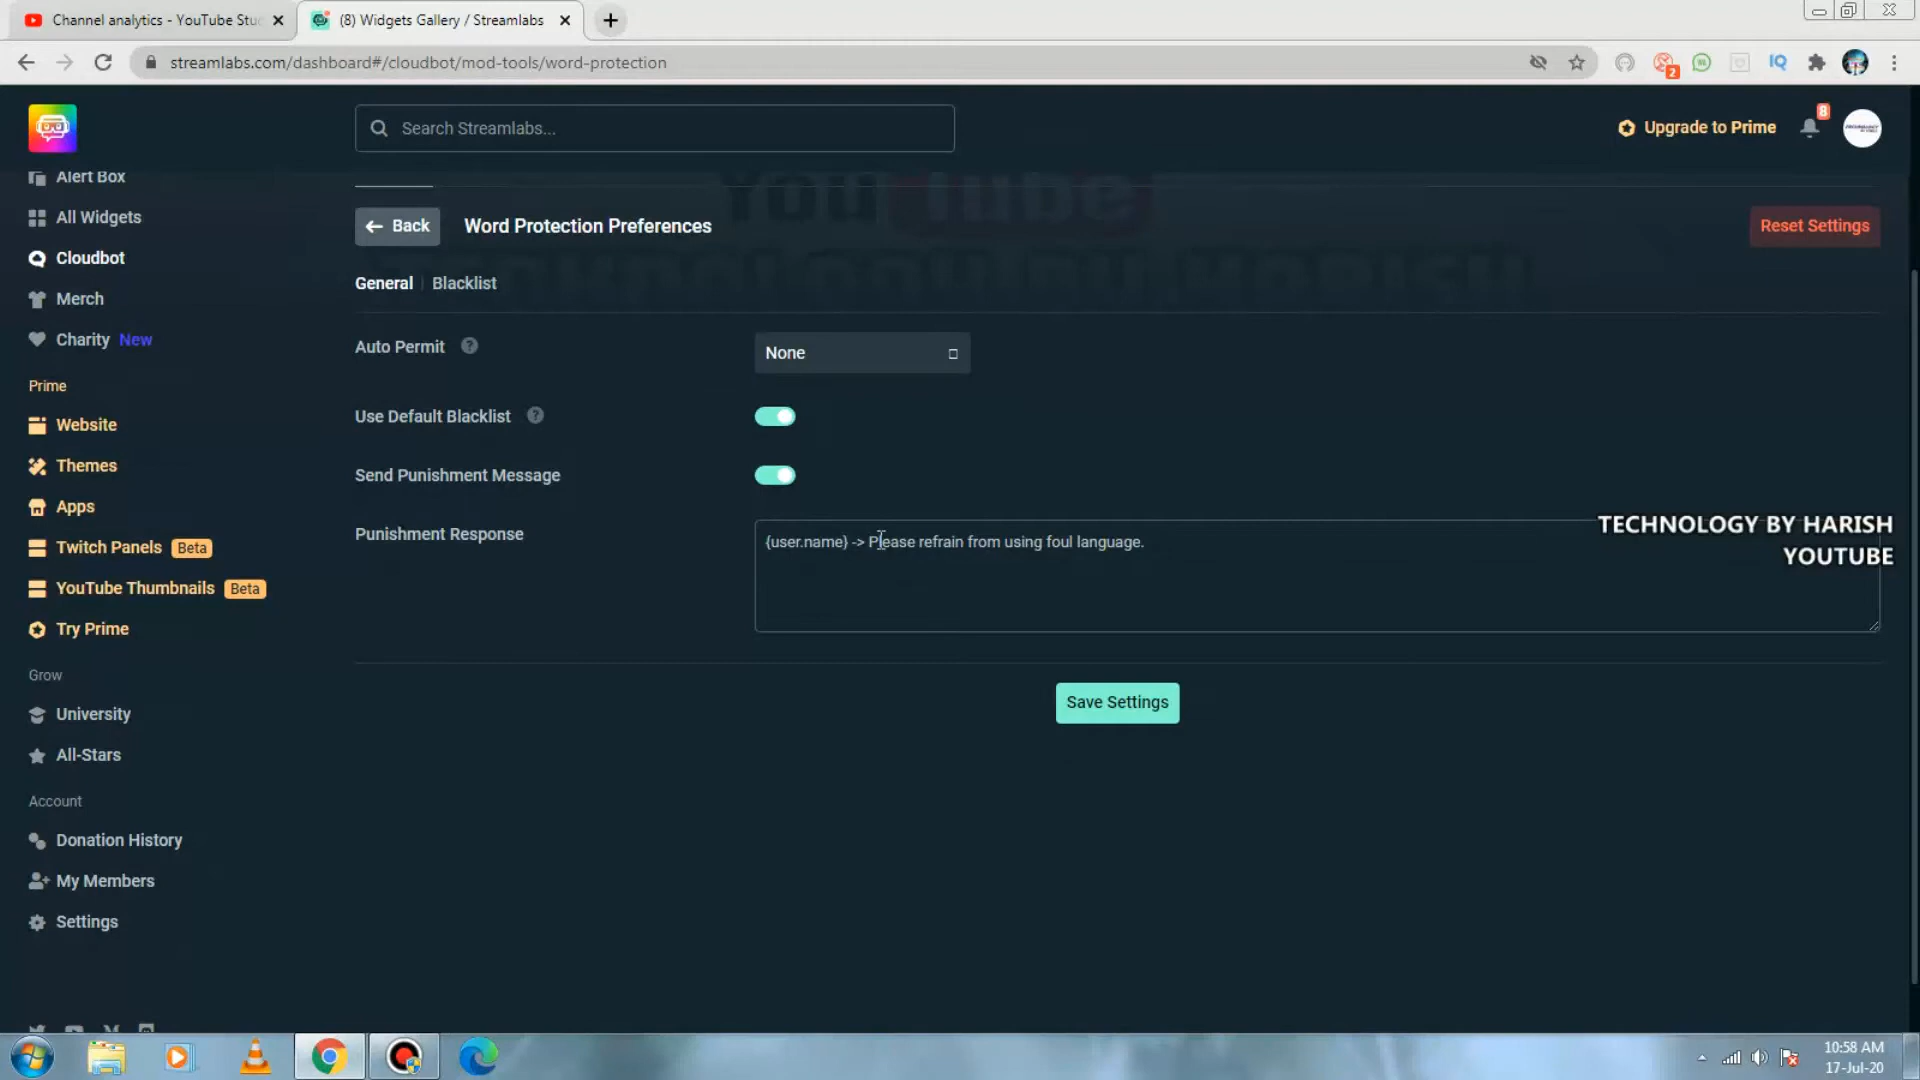 Channel analytics - YouTube Stu
(8) Widgets Gallery / Streamlabs
streamlabs.com/dashboard#/cloudbot/mod-tools/word-protection
2
IQ
Search Streamlabs...
Upgrade to Prime
8
Alert Box
All Widgets
Cloudbot
Merch
Charity New
Prime
Website
Themes
Apps
Twitch Panels Beta
YouTube Thumbnails Beta
Try Prime
Grow
University
All-Stars
Account
Donation History
My Members
Settings
YouTube
Back
Word Protection Preferences
Reset Settings
General
Blacklist
Auto Permit
None
Use Default Blacklist
Send Punishment Message
Punishment Response
{user.name} -> Please refrain from using foul language.
TECHNOLOGY BY HARISH
YOUTUBE
Save Settings
10:58 AM
17-Jul-20